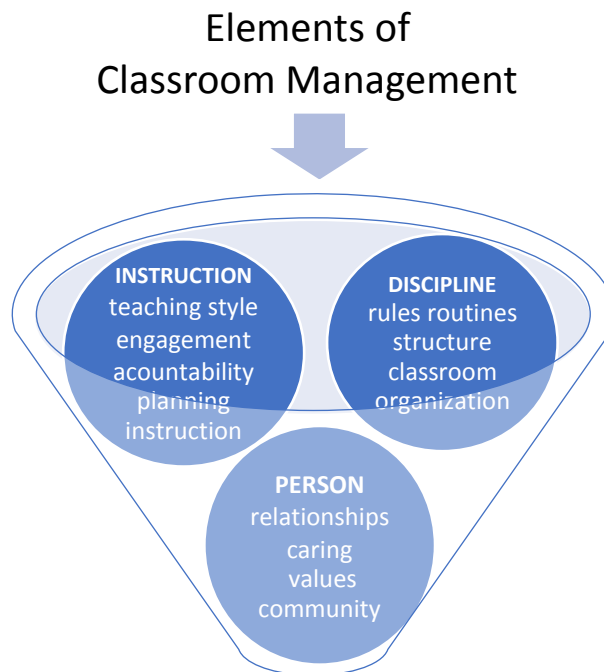 Elements of
Classroom Management
INSTRUCTION
teaching style
engagement
acountability
planning
instruction
DISCIPLINE
rules routines
structure
classroom
organization
PERSON
relationships
caring
values
community